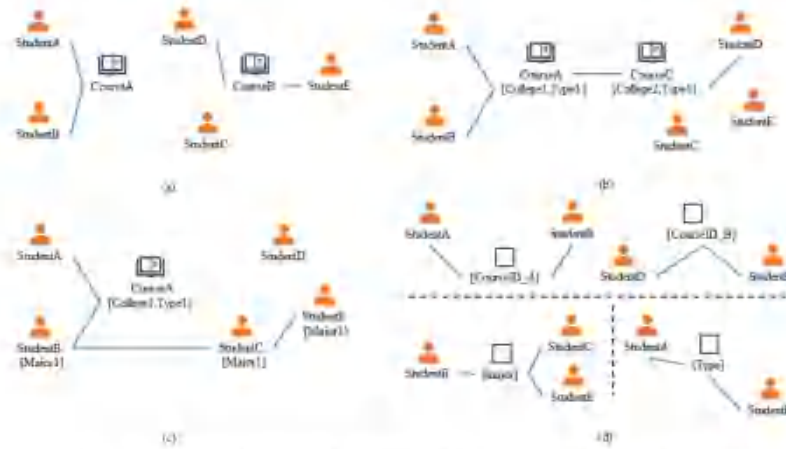 StudentA
StudentD
CourseA
CourseB
StudentE
StudentB
StudentC
(a)
StudentA
StudentD
CourseA
[College1,Type1]
CourseC
[College2,Type1]
StudentB
StudentE
StudentC
(b)
StudentA
StudentD
CourseA
[College1,Type1]
StudentB
[Major1]
StudentC
[Major1]
StudentE
[Major1]
(c)
StudentA
StudentB
[CourseID_A]
StudentD
[CourseID_B]
StudentB
[major]
StudentC
StudentE
StudentA
[Type]
(d)